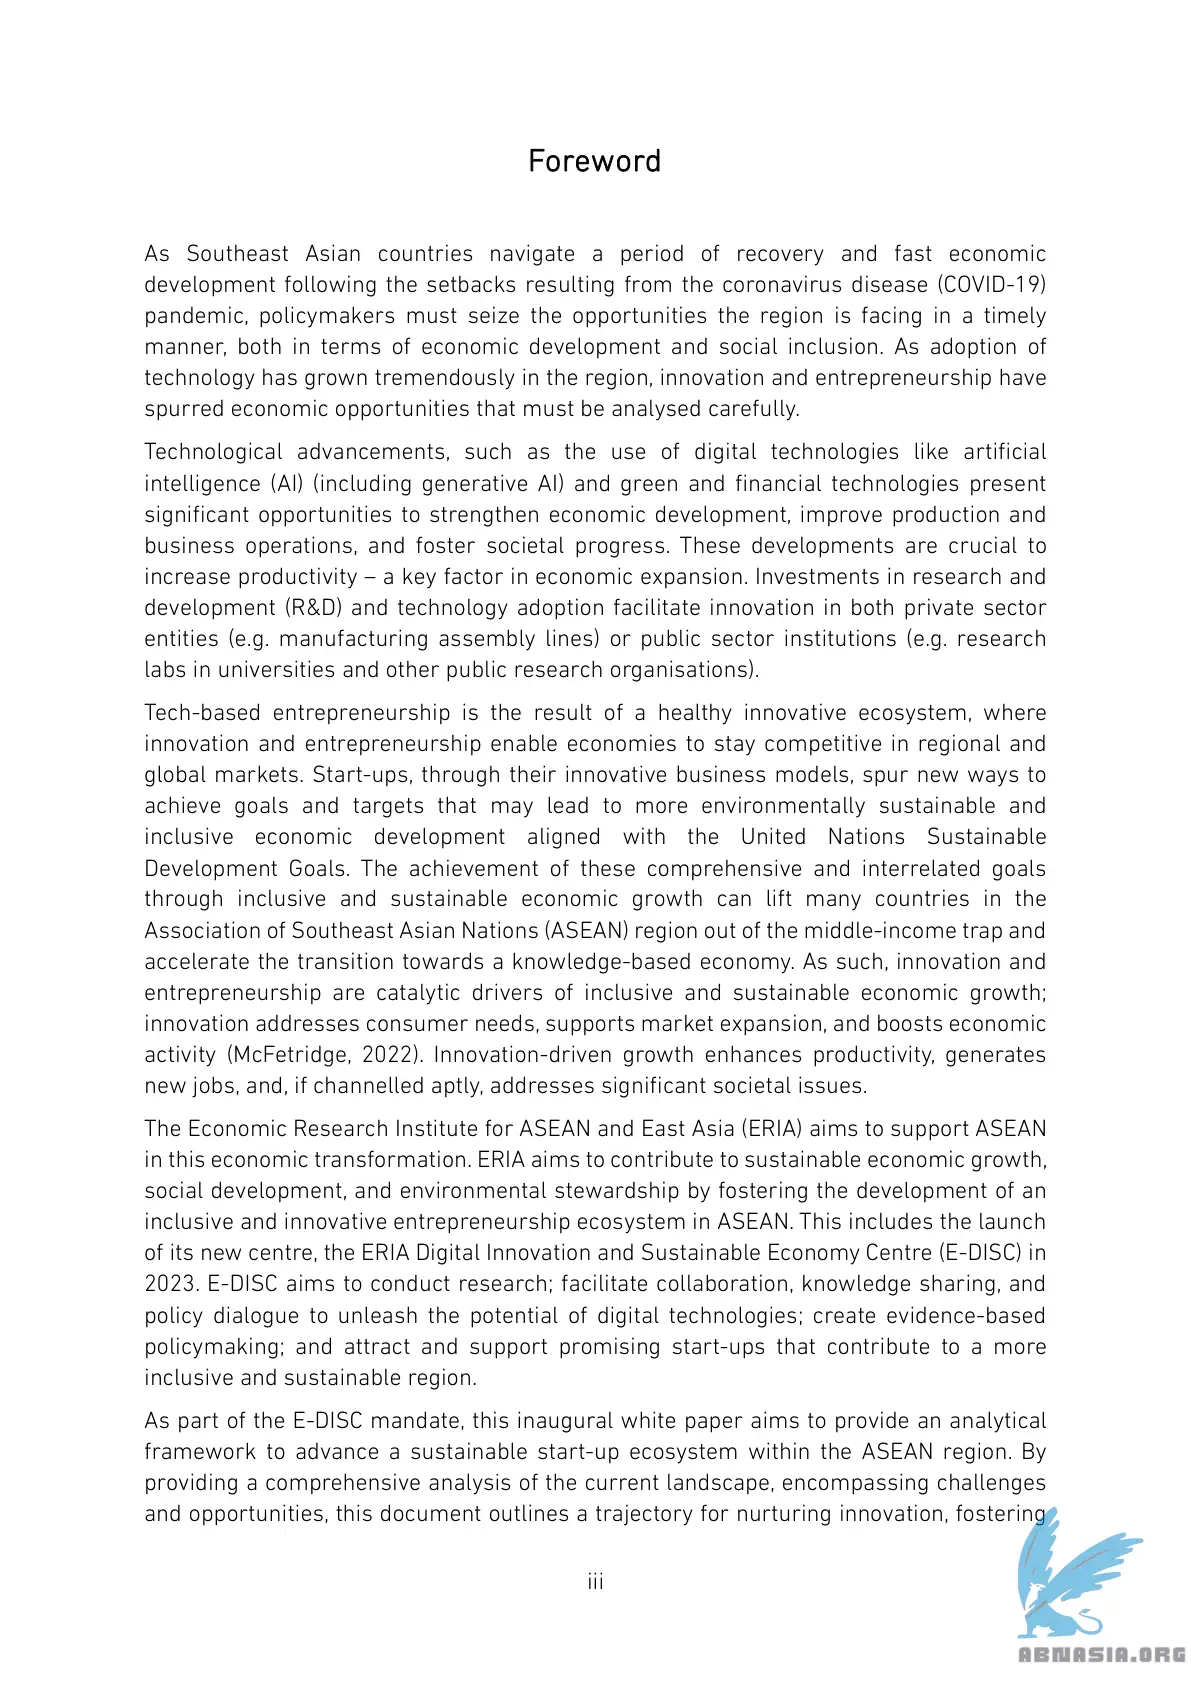 Foreword
As Southeast Asian countries navigate a period of recovery and fast economic
development following the setbacks resulting from the coronavirus disease (COVID-19)
pandemic, policymakers must seize the opportunities the region is facing in a timely
manner, both in terms of economic development and social inclusion. As adoption of
technology has grown tremendously in the region, innovation and entrepreneurship have
spurred economic opportunities that must be analysed carefully.
Technological advancements, such as the use of digital technologies like artificial
intelligence (AI) (including generative AI) and green and financial technologies present
significant opportunities to strengthen economic development, improve production and
business operations, and foster societal progress. These developments are crucial to
increase productivity – a key factor in economic expansion. Investments in research and
development (R&D) and technology adoption facilitate innovation in both private sector
entities (e.g. manufacturing assembly lines) or public sector institutions (e.g. research
labs in universities and other public research organisations).
Tech-based entrepreneurship is the result of a healthy innovative ecosystem, where
innovation and entrepreneurship enable economies to stay competitive in regional and
global markets. Start-ups, through their innovative business models, spur new ways to
achieve goals and targets that may lead to more environmentally sustainable and
inclusive economic development aligned with the United Nations Sustainable
Development Goals. The achievement of these comprehensive and interrelated goals
through inclusive and sustainable economic growth can lift many countries in the
Association of Southeast Asian Nations (ASEAN) region out of the middle-income trap and
accelerate the transition towards a knowledge-based economy. As such, innovation and
entrepreneurship are catalytic drivers of inclusive and sustainable economic growth;
innovation addresses consumer needs, supports market expansion, and boosts economic
activity (McFetridge, 2022). Innovation-driven growth enhances productivity, generates
new jobs, and, if channelled aptly, addresses significant societal issues.
The Economic Research Institute for ASEAN and East Asia (ERIA) aims to support ASEAN
in this economic transformation. ERIA aims to contribute to sustainable economic growth,
social development, and environmental stewardship by fostering the development of an
inclusive and innovative entrepreneurship ecosystem in ASEAN. This includes the launch
of its new centre, the ERIA Digital Innovation and Sustainable Economy Centre (E-DISC) in
2023. E-DISC aims to conduct research; facilitate collaboration, knowledge sharing, and
policy dialogue to unleash the potential of digital technologies; create evidence-based
policymaking; and attract and support promising start-ups that contribute to a more
inclusive and sustainable region.
As part of the E-DISC mandate, this inaugural white paper aims to provide an analytical
framework to advance a sustainable start-up ecosystem within the ASEAN region. By
providing a comprehensive analysis of the current landscape, encompassing challenges
and opportunities, this document outlines a trajectory for nurturing innovation, fostering
iii
ABNASIA.ORG